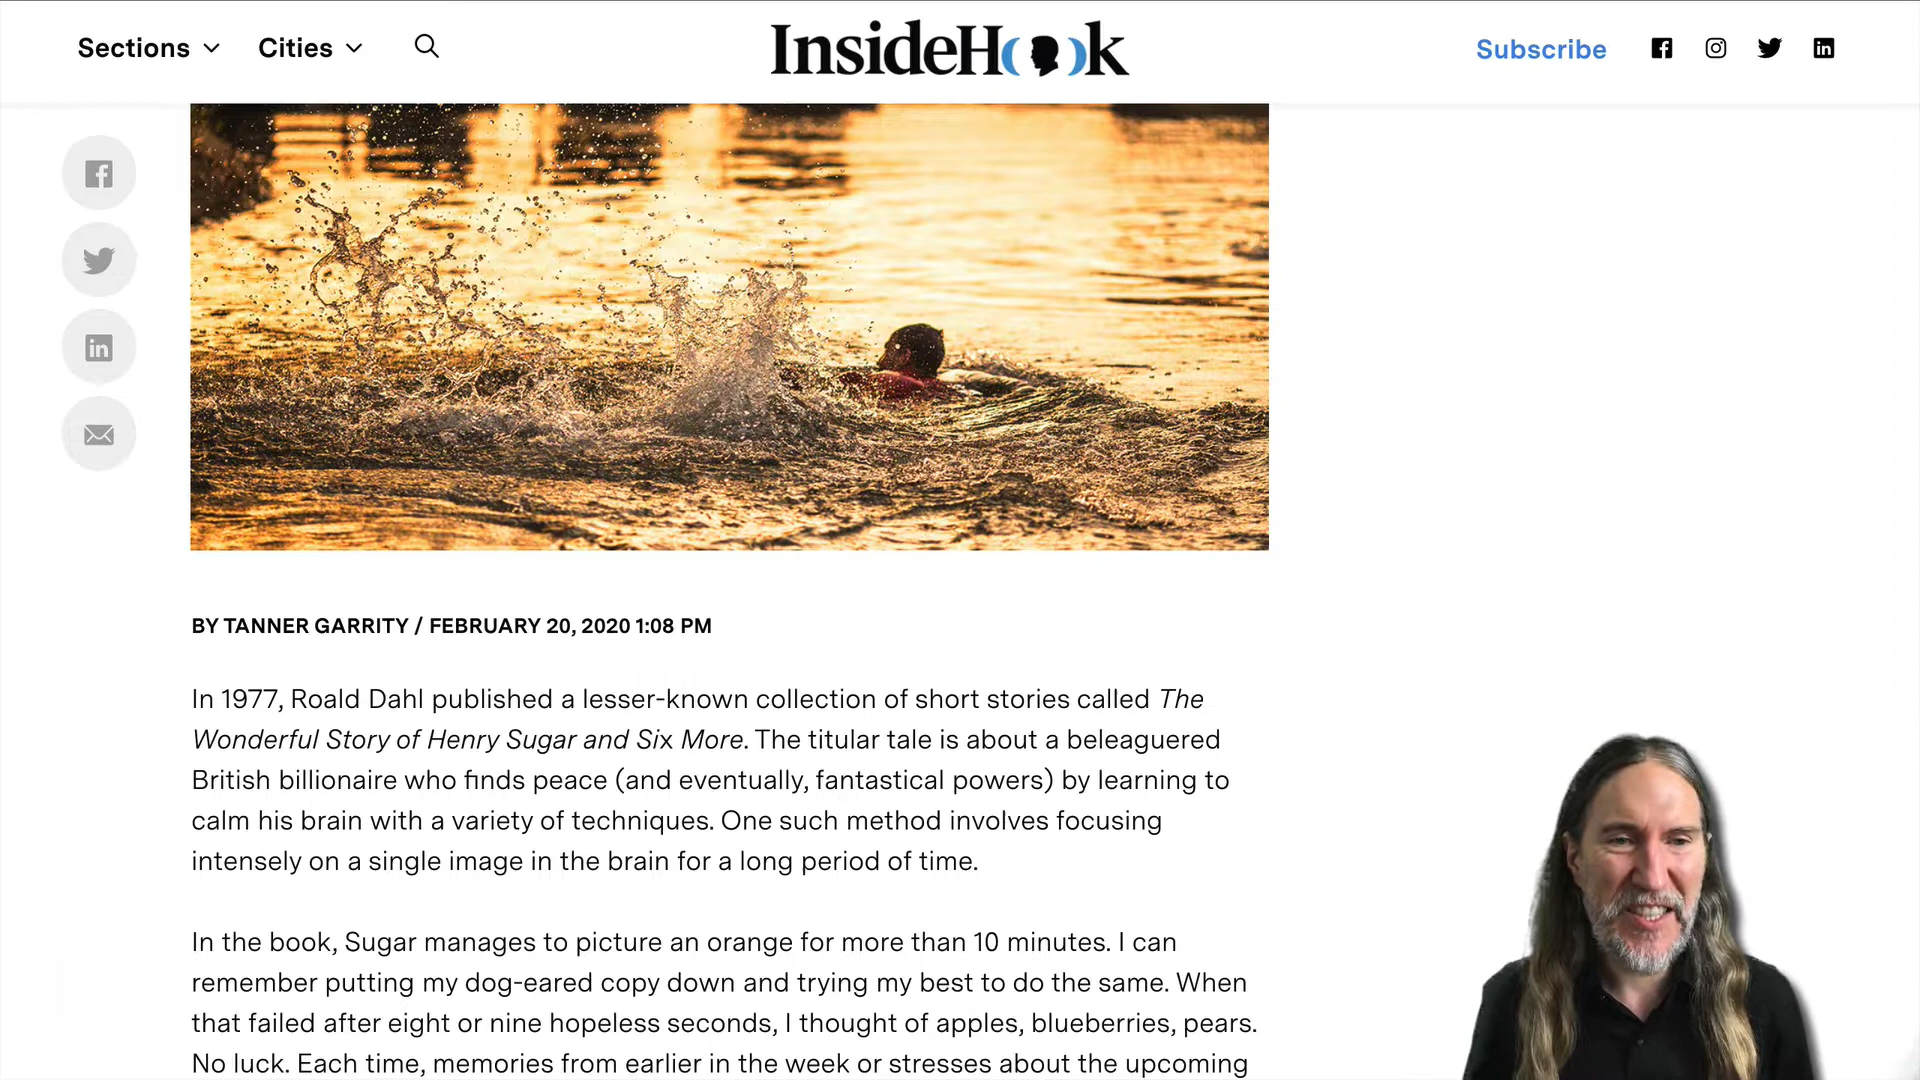 Sections
Cities
InsideHook
Subscribe
BY TANNER GARRITY / FEBRUARY 20, 2020 1:08 PM
In 1977, Roald Dahl published a lesser-known collection of short stories called The
Wonderful Story of Henry Sugar and Six More. The titular tale is about a beleaguered
British billionaire who finds peace (and eventually, fantastical powers) by learning to
calm his brain with a variety of techniques. One such method involves focusing
intensely on a single image in the brain for a long period of time.
In the book, Sugar manages to picture an orange for more than 10 minutes. I can
remember putting my dog-eared copy down and trying my best to do the same. When
that failed after eight or nine hopeless seconds, I thought of apples, blueberries, pears.
No luck. Each time, memories from earlier in the week or stresses about the upcoming